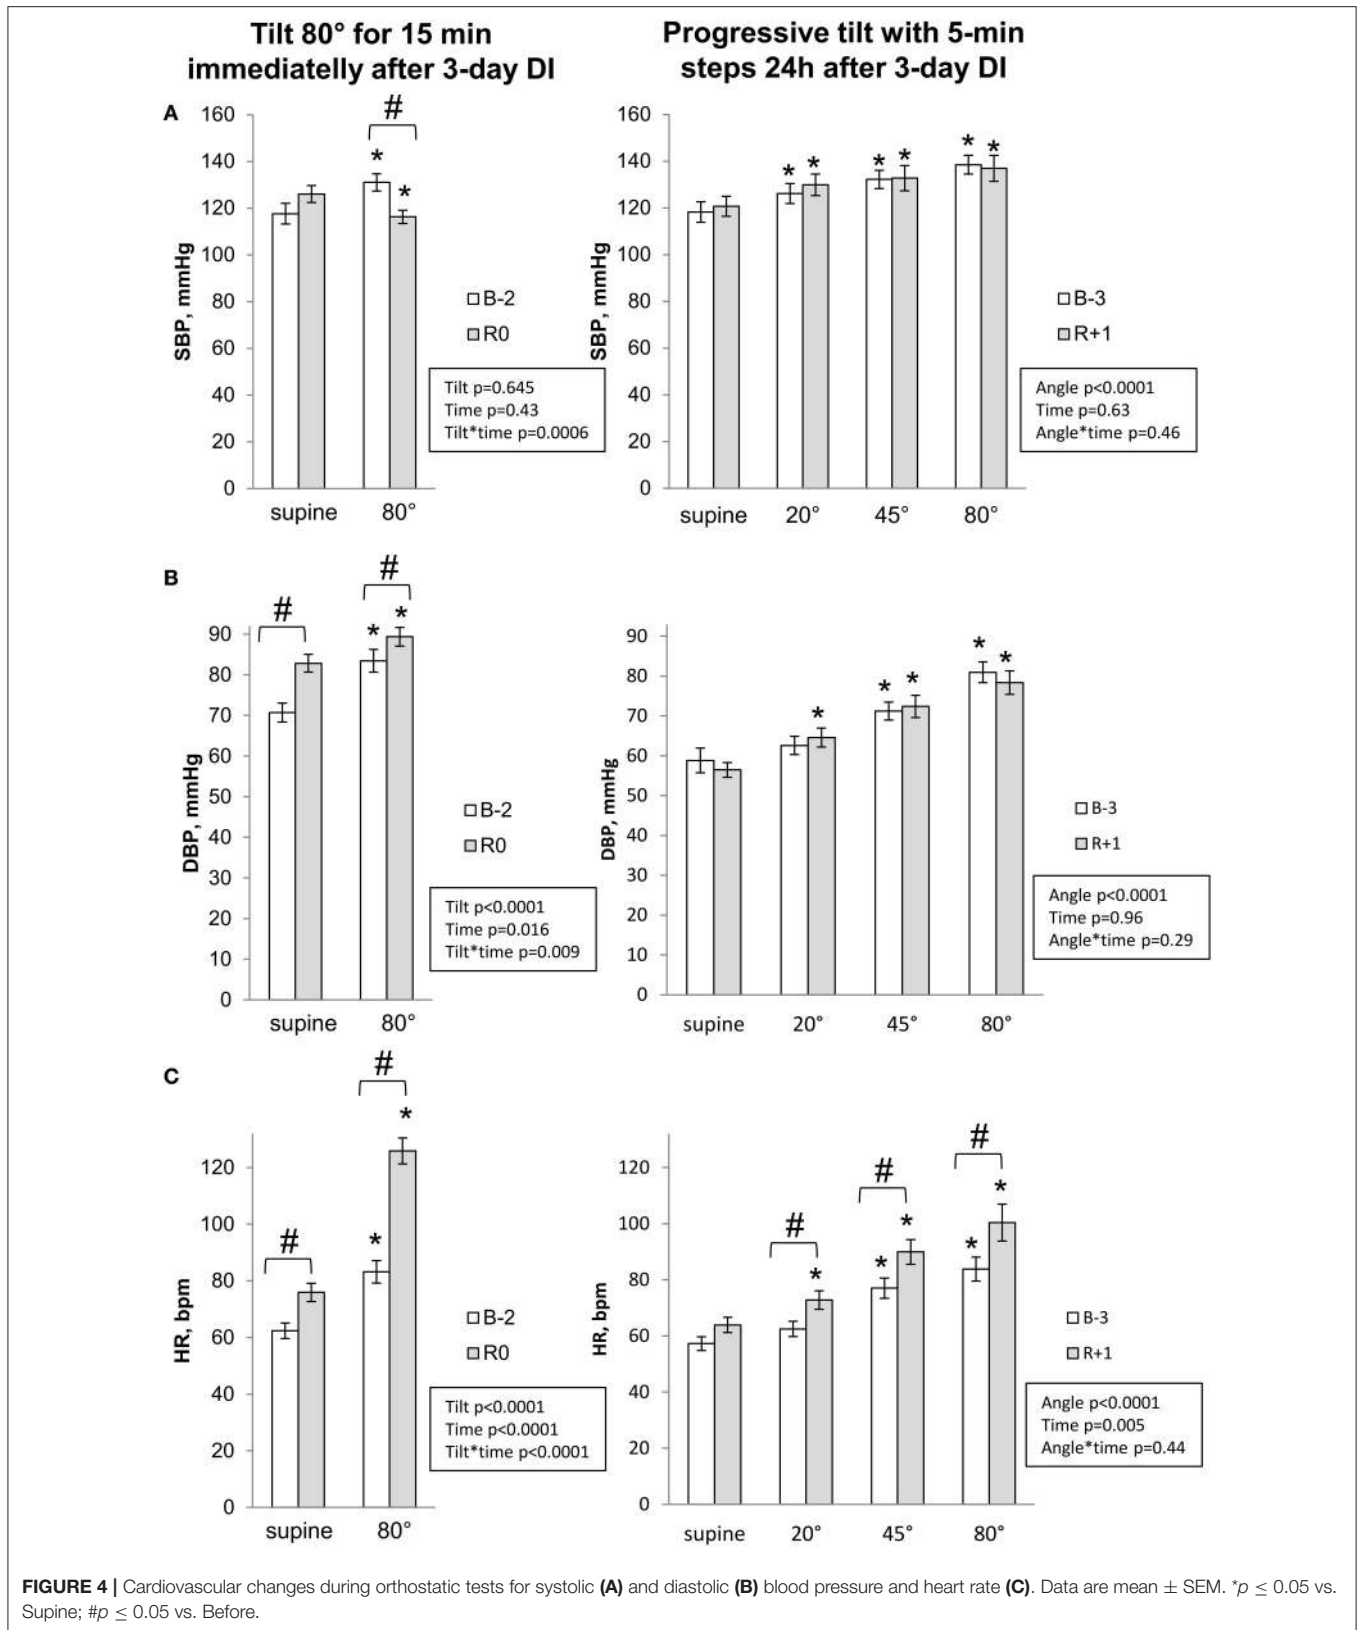 Tilt 80° for 15 min
immediatelly after 3-day DI
Progressive tilt with 5-min
steps 24h after 3-day DI
A
160
140
120
100
80
60
40
20
0
SBP, mmHg
#
*
*
supine 80°
B-2
R0
Tilt p=0.645
Time p=0.43
Tilt*time p=0.0006
160
140
120
100
80
60
40
20
0
SBP, mmHg
* * * * * *
supine 20° 45° 80°
B-3
R+1
Angle p<0.0001
Time p=0.63
Angle*time p=0.46
B
90
80
70
60
50
40
30
20
10
0
DBP, mmHg
# #
* *
supine 80°
B-2
R0
Tilt p<0.0001
Time p=0.016
Tilt*time p=0.009
90
80
70
60
50
40
30
20
10
0
DBP, mmHg
* * * * *
supine 20° 45° 80°
B-3
R+1
Angle p<0.0001
Time p=0.96
Angle*time p=0.29
C
120
100
80
60
40
20
0
HR, bpm
# #
* *
supine 80°
B-2
R0
Tilt p<0.0001
Time p<0.0001
Tilt*time p<0.0001
120
100
80
60
40
20
0
HR, bpm
# # #
* * * * *
supine 20° 45° 80°
B-3
R+1
Angle p<0.0001
Time p=0.005
Angle*time p=0.44
FIGURE 4 | Cardiovascular changes during orthostatic tests for systolic (A) and diastolic (B) blood pressure and heart rate (C). Data are mean ± SEM. *p ≤ 0.05 vs.
Supine; #p ≤ 0.05 vs. Before.